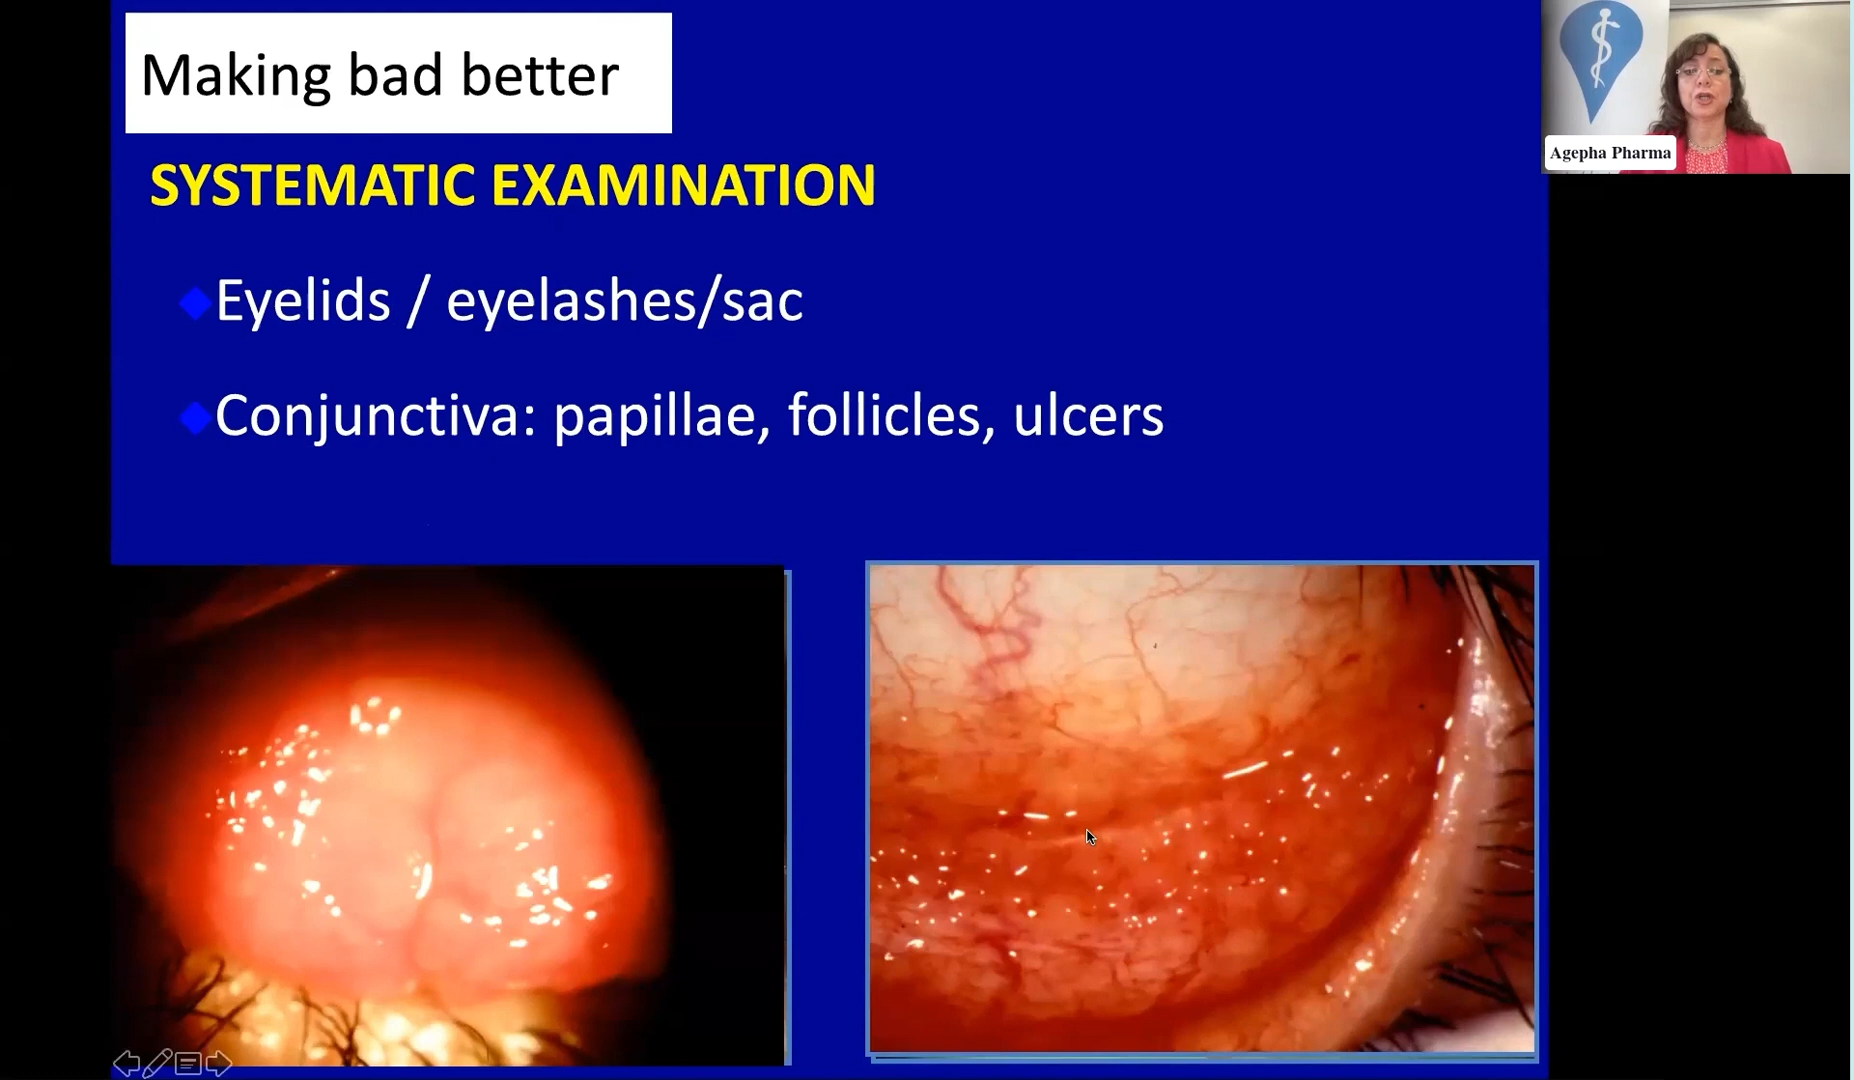 Making bad better
SYSTEMATIC EXAMINATION
Eyelids / eyelashes/sac
Conjunctiva: papillae, follicles, ulcers
Agepha Pharma